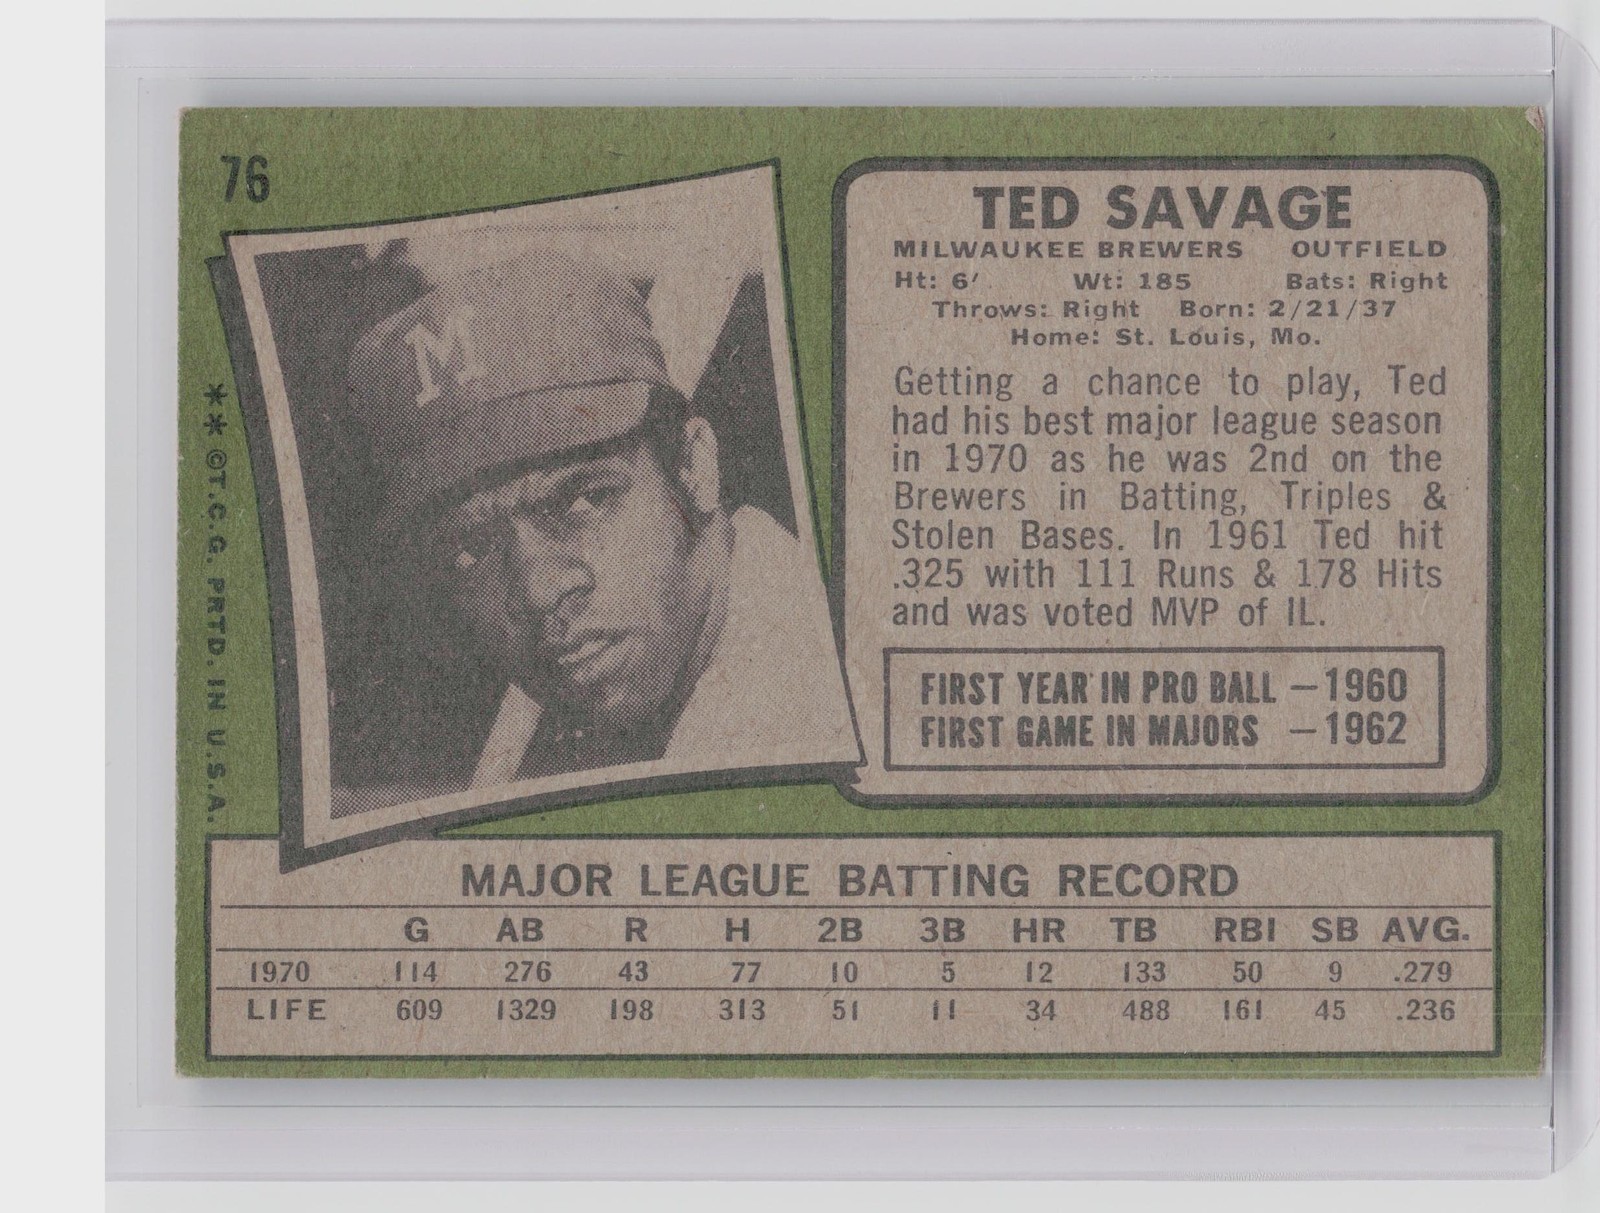 76
TED SAVAGE
MILWAUKEE BREWERS OUTFIELD
Ht: 6' Wt: 185 Bats: Right
Throws: Right Born: 2/21/37
Home: St. Louis, Mo.
Getting a chance to play, Ted
had his best major league season
in 1970 as he was 2nd on the
Brewers in Batting, Triples &
Stolen Bases. In 1961 Ted hit
.325 with 111 Runs & 178 Hits
and was voted MVP of IL.
FIRST YEAR IN PRO BALL —1960
FIRST GAME IN MAJORS —1962
M
**©T.C.G. PRTD. IN U.S.A.
MAJOR LEAGUE BATTING RECORD
G AB R H 2B 3B HR TB RBI SB AVG.
1970 114 276 43 77 10 5 12 133 50 9 .279
LIFE 609 1329 198 313 51 11 34 488 161 45 .236